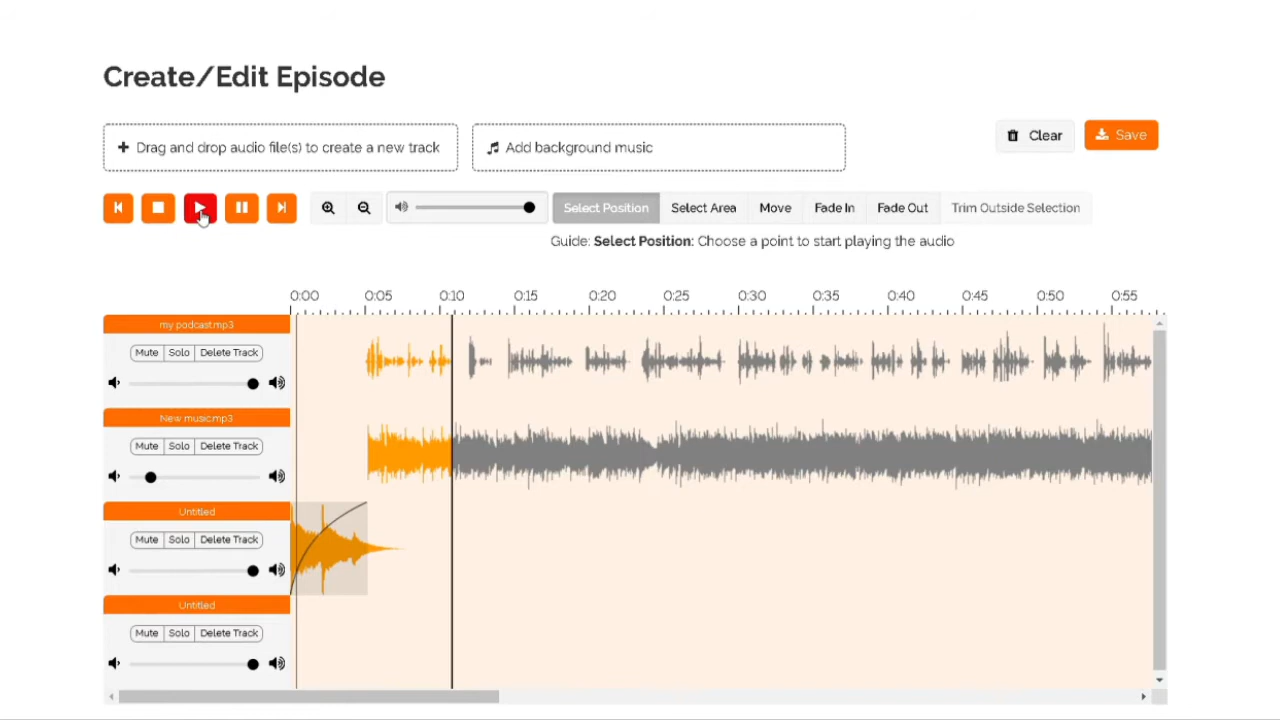 Create/Edit Episode
Drag and drop audio file(s) to create a new track
Add background music
Clear
Save
Select Position
Select Area
Move
Fade In
Fade Out
Trim Outside Selection
Guide: Select Position: Choose a point to start playing the audio
0:00 0:05 0:10 0:15 0:20 0:25 0:30 0:35 0:40 0:45 0:50 0:55
my podcast.mp3
Mute Solo Delete Track
New music.mp3
Mute Solo Delete Track
Untitled
Mute Solo Delete Track
Untitled
Mute Solo Delete Track